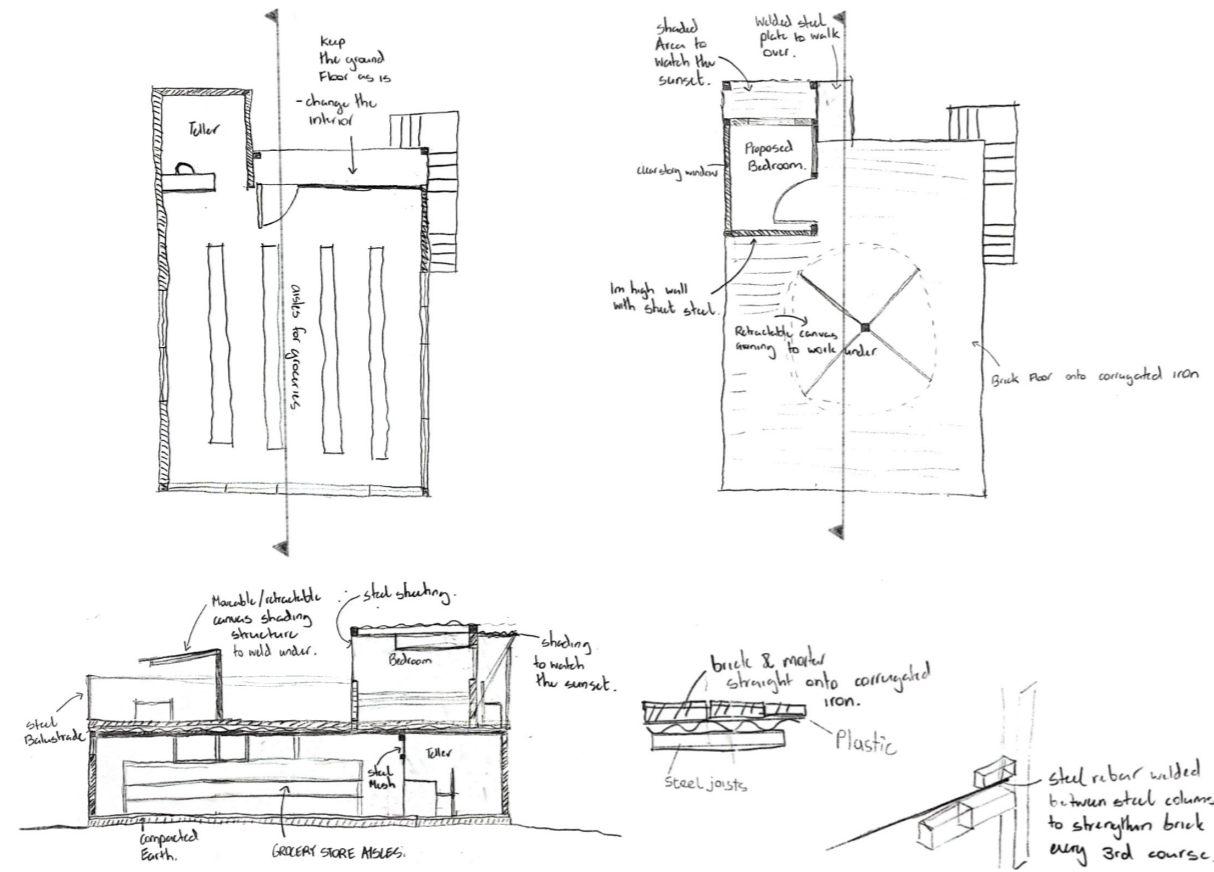 Keep
the ground
Floor as is
- change the
interior
Teller
aisles for groceries
shaded
Area to
watch the
sunset.
Welded steel
plate to walk
over.
Proposed
Bedroom.
clearstory window
1m high wall
with sheet steel.
Retractable canvas
awning to work under
Brick Floor onto corrugated iron
Moveable/retractable
canvas shading
structure
to weld under.
steel sheeting.
Bedroom
shading
to watch
the sunset.
steel
Balustrade
Steel
Mesh
Teller
Compacted
Earth.
GROCERY STORE AISLES.
brick & mortar
straight onto corrugated
iron.
Plastic
steel joists
steel rebar welded
between steel colums
to strengthen brick
every 3rd course.